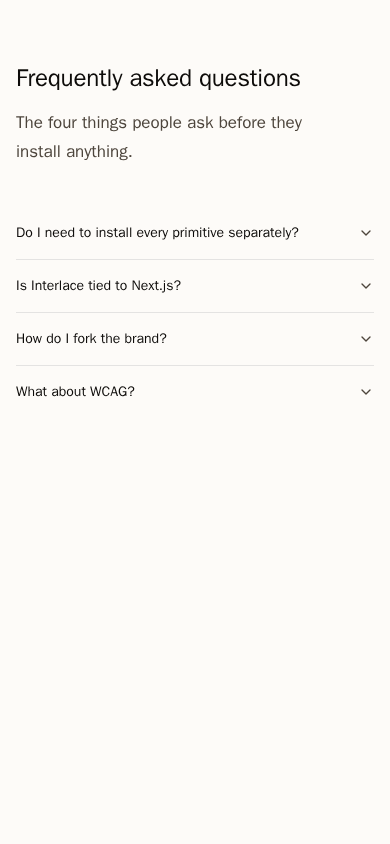 Frequently asked questions
The four things people ask before they
install anything.
Do I need to install every primitive separately?
Is Interlace tied to Next.js?
How do I fork the brand?
What about WCAG?